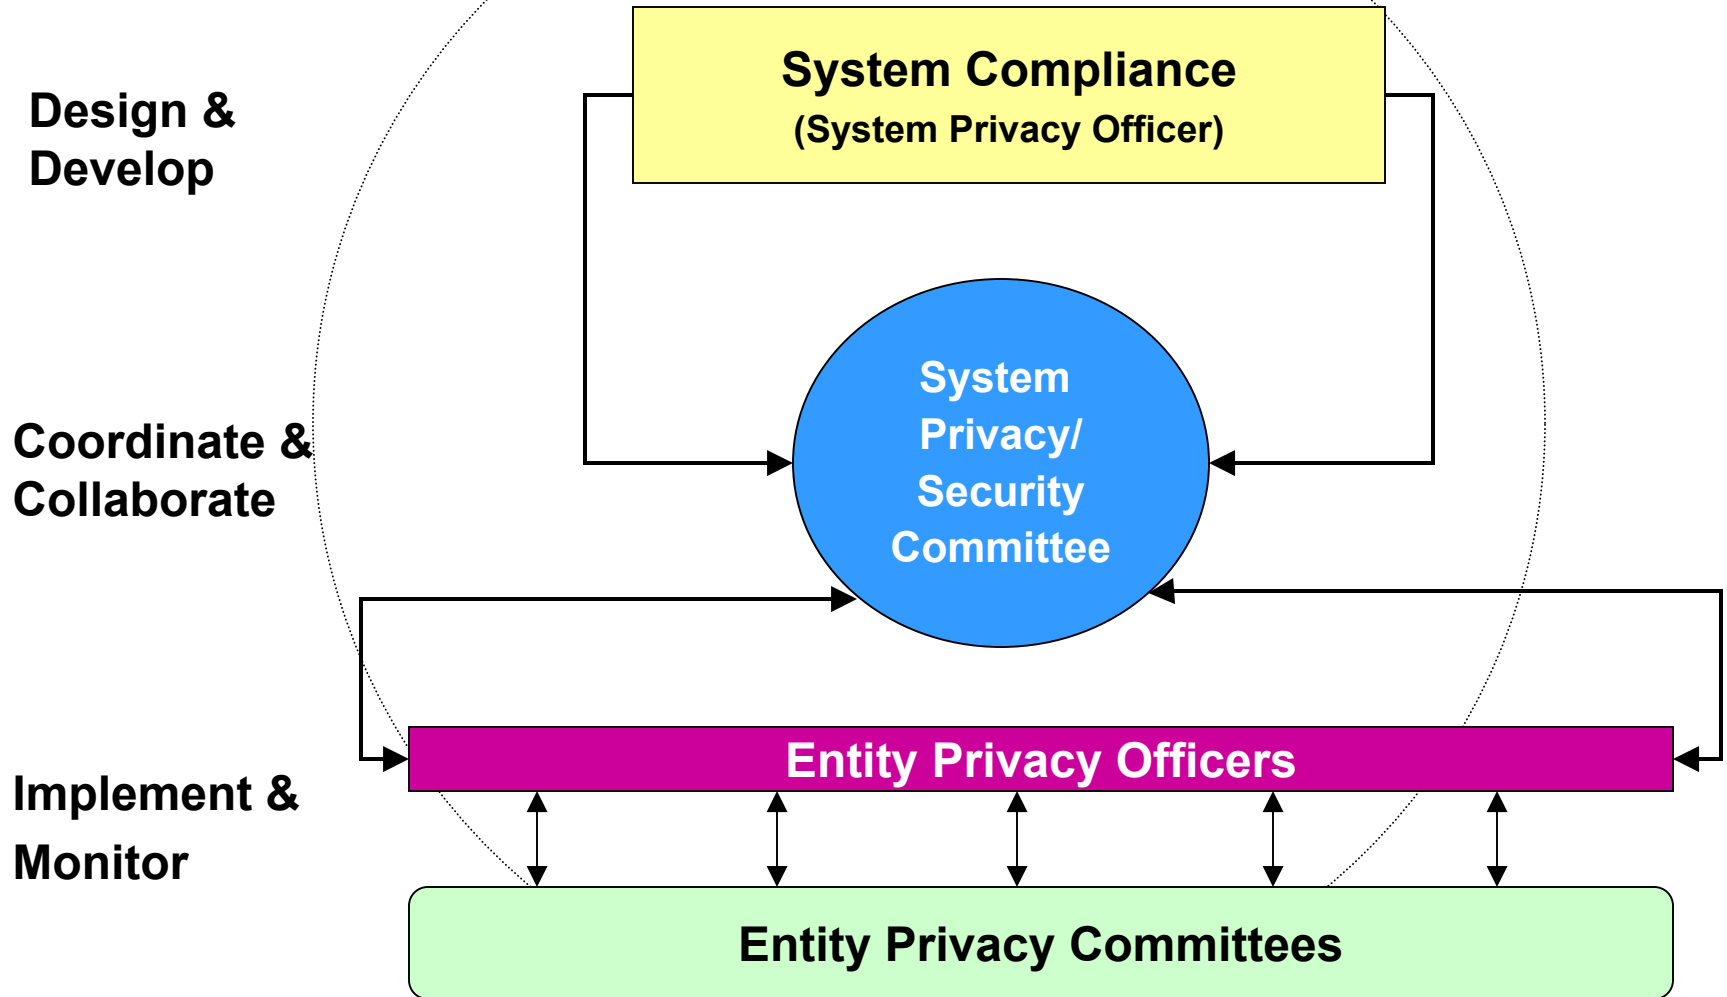 System Compliance
(System Privacy Officer)
Design &
Develop
System
Privacy/
Security
Committee
Coordinate &
Collaborate
Entity Privacy Officers
Implement &
Monitor
Entity Privacy Committees